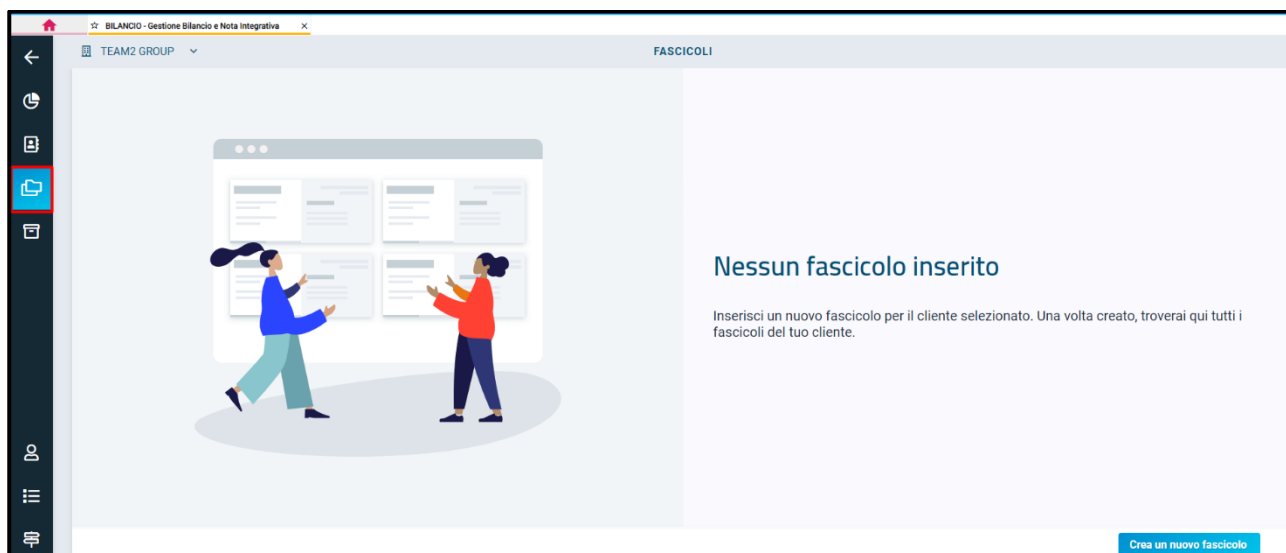 BILANCIO - Gestione Bilancio e Nota Integrativa
TEAM2 GROUP
FASCICOLI
Nessun fascicolo inserito
Inserisci un nuovo fascicolo per il cliente selezionato. Una volta creato, troverai qui tutti i
fascicoli del tuo cliente.
Crea un nuovo fascicolo